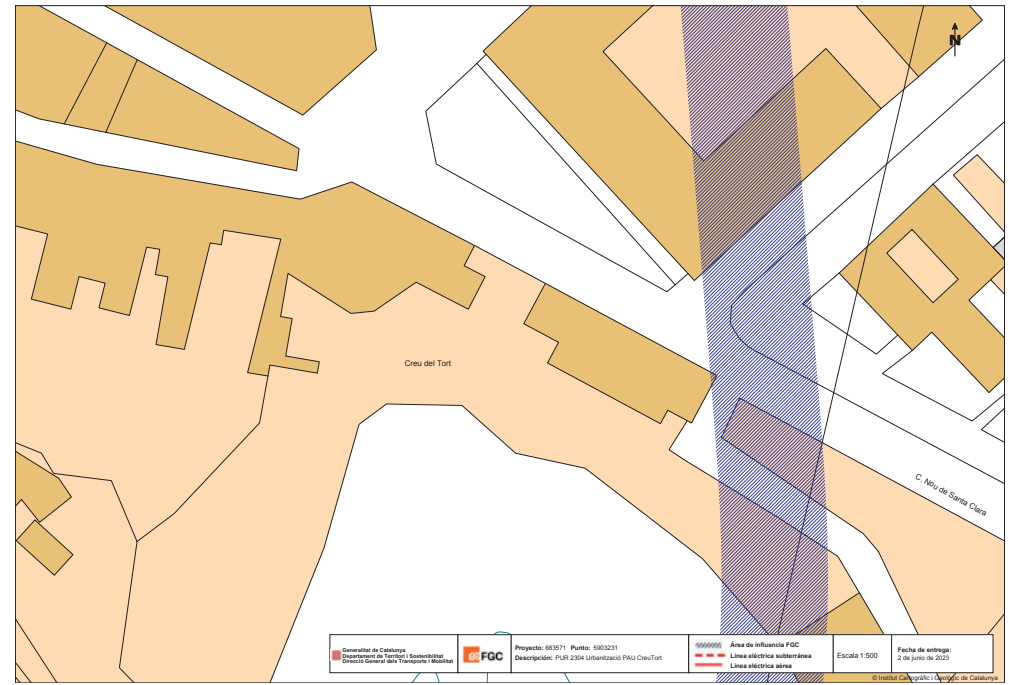 N
Creu del Tort
C. Nou de Santa Clara
Generalitat de Catalunya
Departament de Territori i Sostenibilitat
Direcció General dels Transports i Mobilitat
FGC
Proyecto: 683571 Punto: 5903231
Descripción: PUR 2304 Urbanització PAU CreuTort
Àrea de influencia FGC
Línea eléctrica subterránea
Línea eléctrica aérea
Escala 1:500
Fecha de entrega:
2 de junio de 2023
© Institut Cartogràfic i Geològic de Catalunya